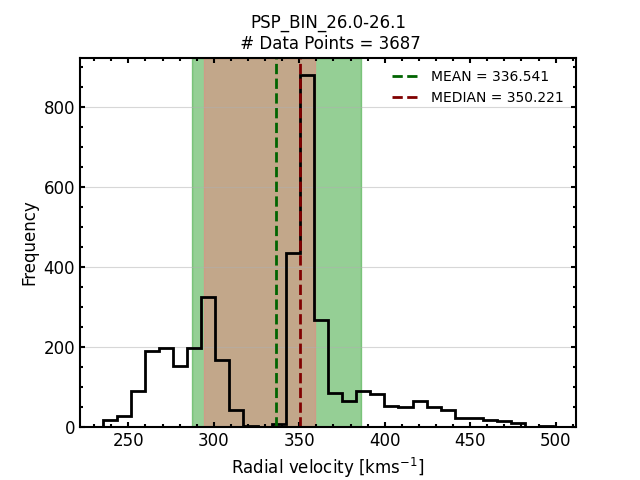 PSP_BIN_26.0-26.1
# Data Points = 3687
MEAN = 336.541
MEDIAN = 350.221
800
600
400
200
0
Frequency
250 300 350 400 450 500
Radial velocity [kms⁻¹]